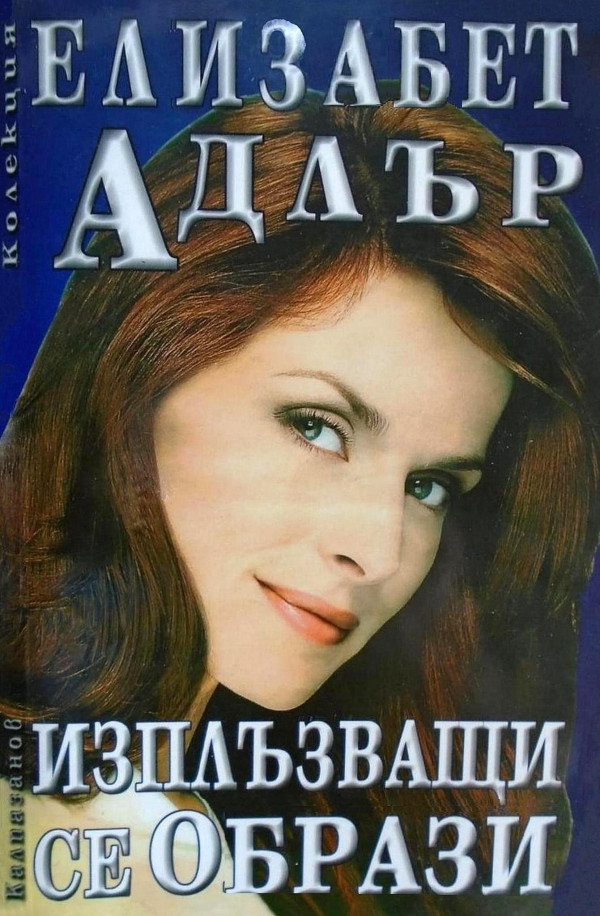 ЕЛИЗАБЕТ
АДЛЪР
Колекция
Калпазанов
ИЗПЛЪЗВАЩИ
СЕ ОБРАЗИ